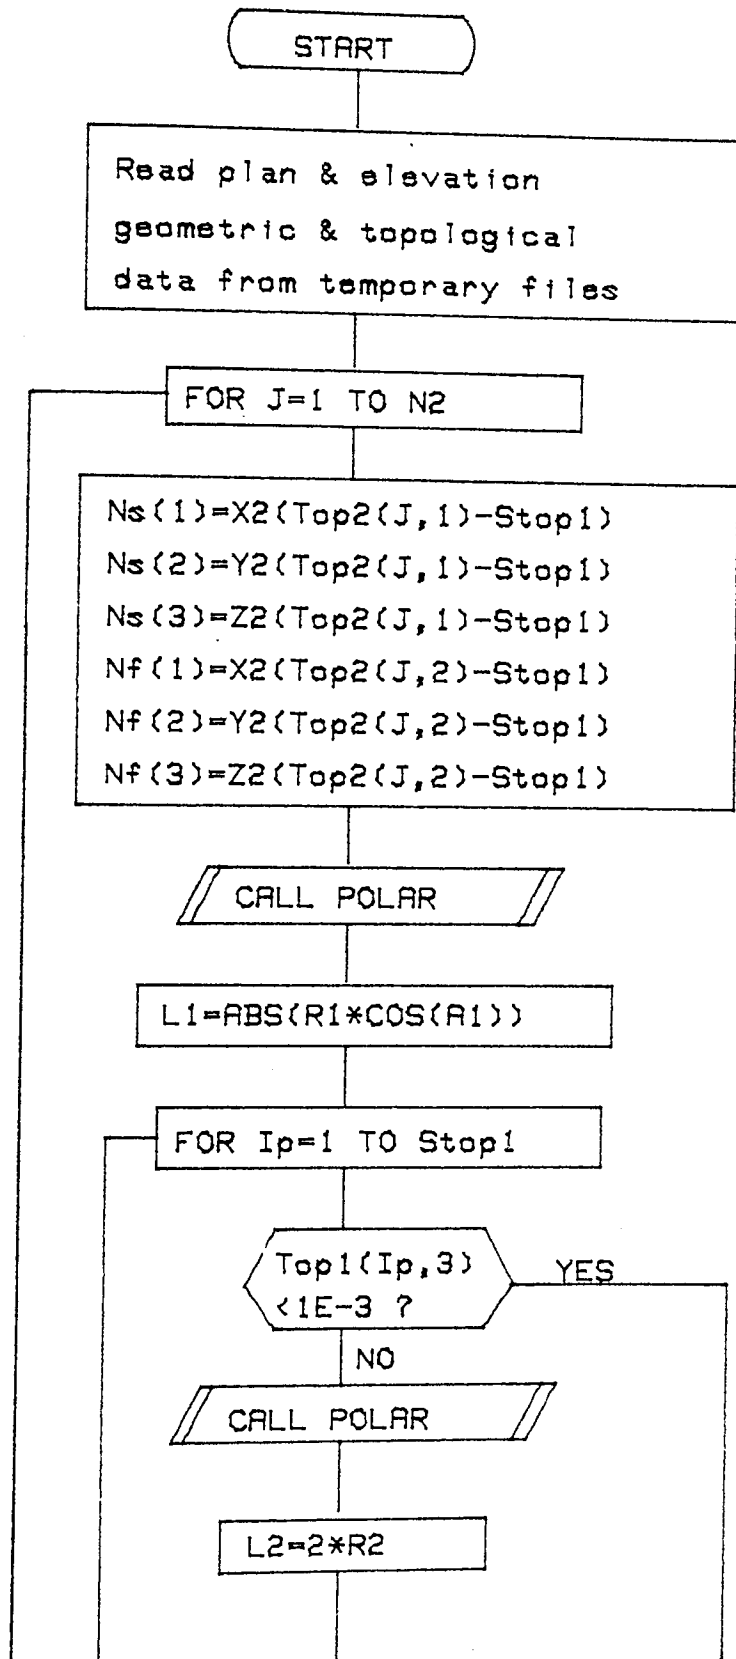 START
Read plan & elevation
geometric & topological
data from temporary files
FOR J=1 TO N2
Ns(1)=X2(Top2(J,1)-Stop1)
Ns(2)=Y2(Top2(J,1)-Stop1)
Ns(3)=Z2(Top2(J,1)-Stop1)
Nf(1)=X2(Top2(J,2)-Stop1)
Nf(2)=Y2(Top2(J,2)-Stop1)
Nf(3)=Z2(Top2(J,2)-Stop1)
CALL POLAR
L1=ABS(R1*COS(A1))
FOR Ip=1 TO Stop1
Top1(Ip,3)
<1E-3 ?
YES
NO
CALL POLAR
L2=2*R2